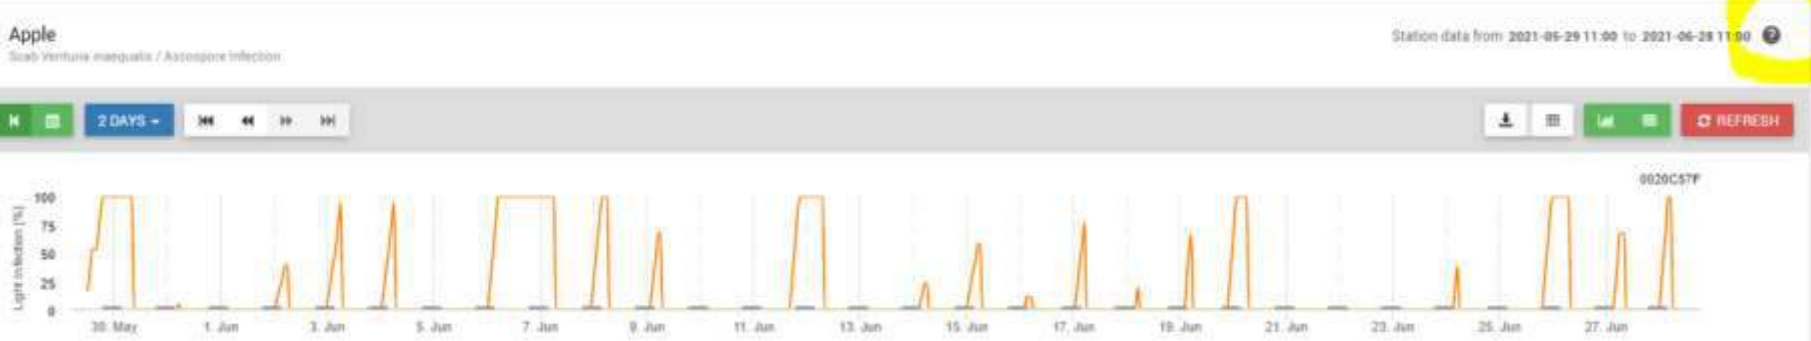 Apple
Station data from 2021-05-29 11:00 to 2021-06-28 11:00
Scab Venturia inaequalis / Ascospore Infection
2 DAYS
REFRESH
0020C57F
Light Infection [%]
100
75
50
25
0
30. May
1. Jun
3. Jun
5. Jun
7. Jun
9. Jun
11. Jun
13. Jun
15. Jun
17. Jun
19. Jun
21. Jun
23. Jun
25. Jun
27. Jun